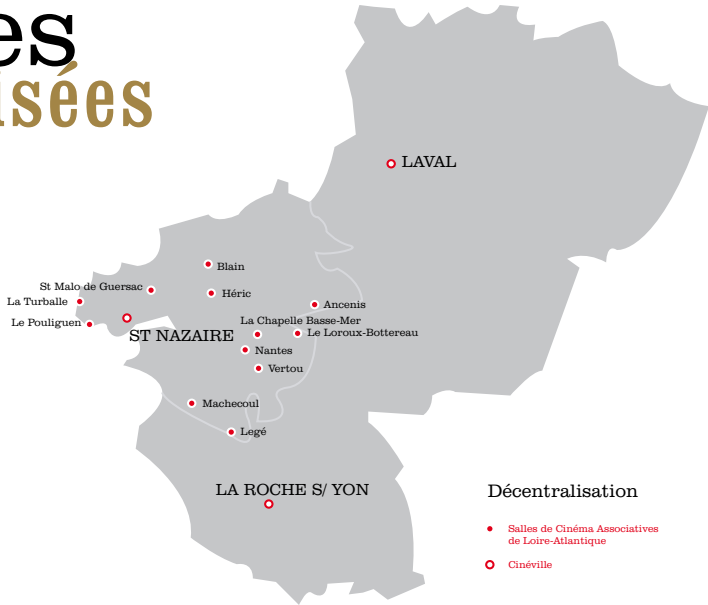 es
isées
LAVAL
Blain
St Malo de Guersac
Héric
La Turballe
Ancenis
Le Pouliguen
La Chapelle Basse-Mer
ST NAZAIRE
Le Loroux-Bottereau
Nantes
Vertou
Machecoul
Legé
LA ROCHE S/ YON
Décentralisation
Salles de Cinéma Associatives
de Loire-Atlantique
Cinéville